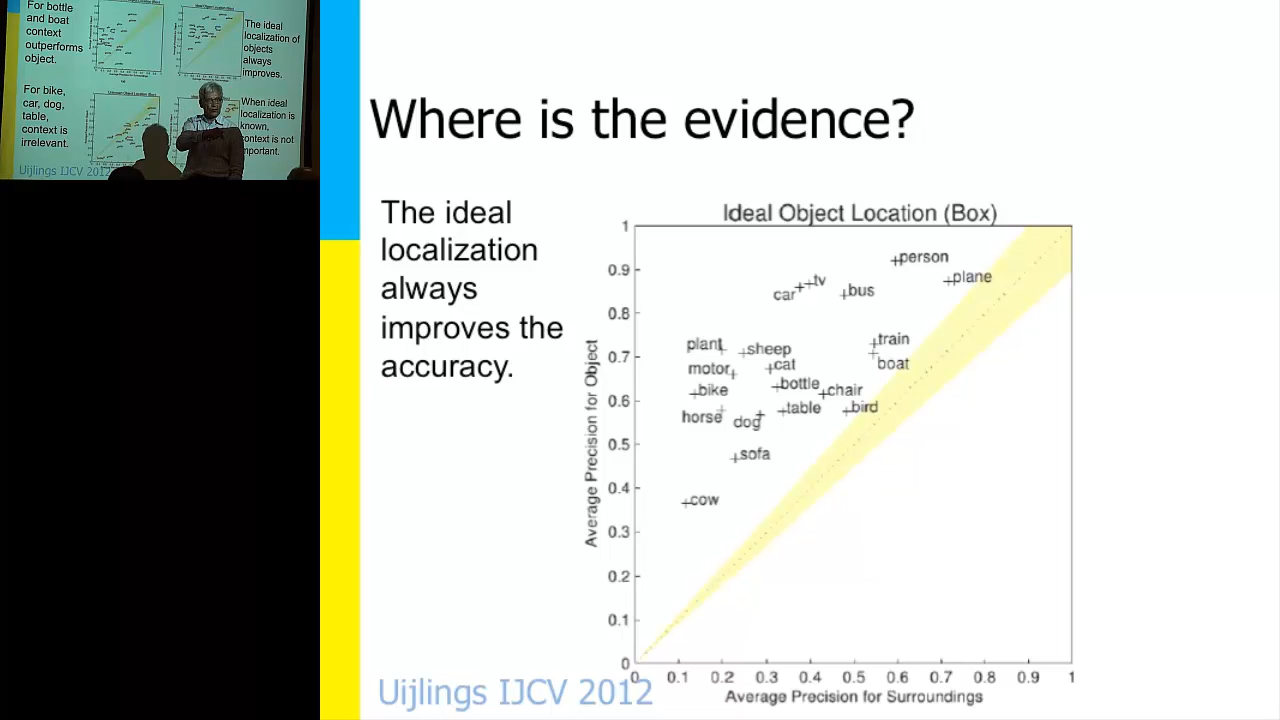 For bottle
and boat
context
outperforms
object.
The ideal
localization of
objects
always
improves.
For bike,
car, dog,
table,
context is
irrelevant.
When ideal
localization is
known,
context is not
important.
Uijlings IJCV 2012
Where is the evidence?
The ideal
localization
always
improves the
accuracy.
Ideal Object Location (Box)
Average Precision for Object
1
0.9
0.8
0.7
0.6
0.5
0.4
0.3
0.2
0.1
0
person
plane
tv
car
bus
train
boat
plant
sheep
motor
cat
bike
bottle
chair
horse
dog
table
bird
sofa
cow
0 0.1 0.2 0.3 0.4 0.5 0.6 0.7 0.8 0.9 1
Average Precision for Surroundings
Uijlings IJCV 2012